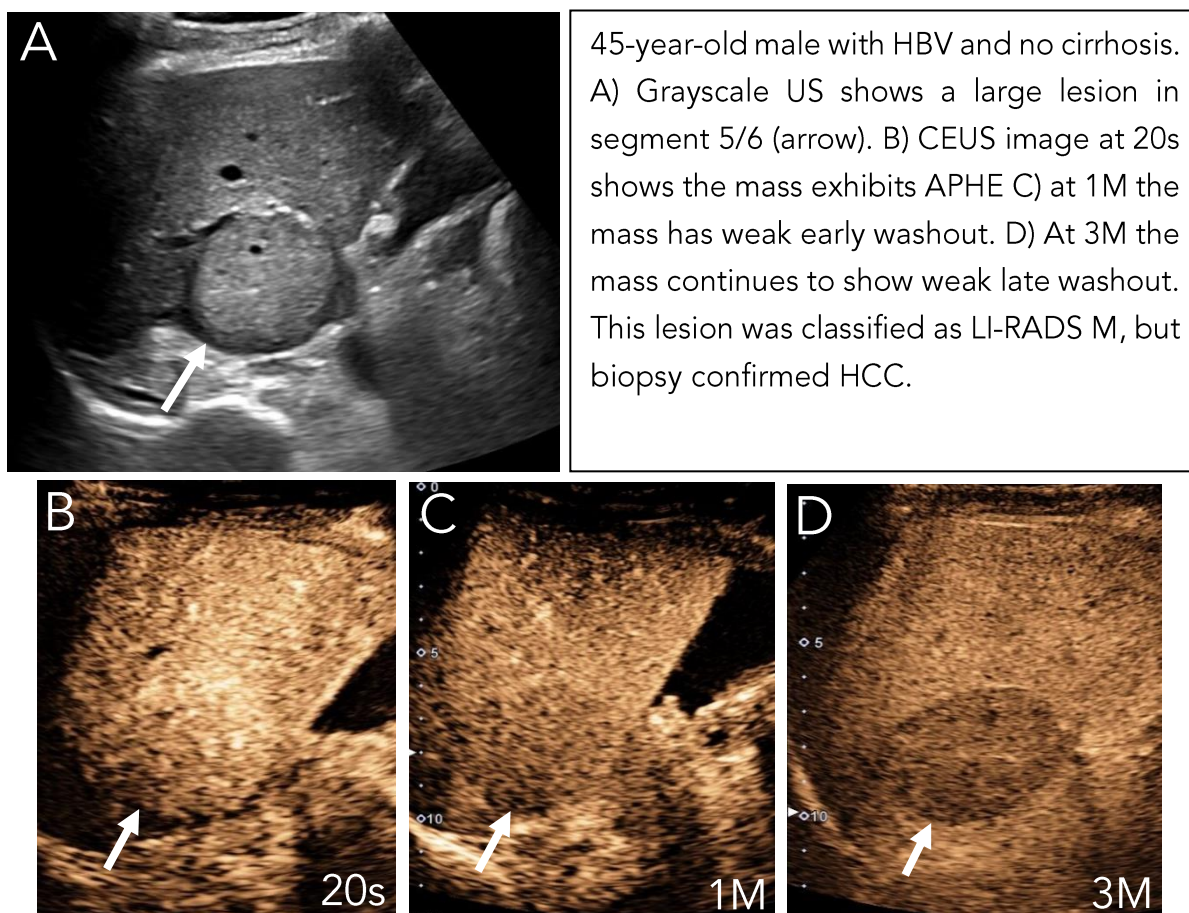 A
45-year-old male with HBV and no cirrhosis.
A) Grayscale US shows a large lesion in
segment 5/6 (arrow). B) CEUS image at 20s
shows the mass exhibits APHE C) at 1M the
mass has weak early washout. D) At 3M the
mass continues to show weak late washout.
This lesion was classified as LI-RADS M, but
biopsy confirmed HCC.
B
20s
C
0
5
10
1M
D
5
10
3M